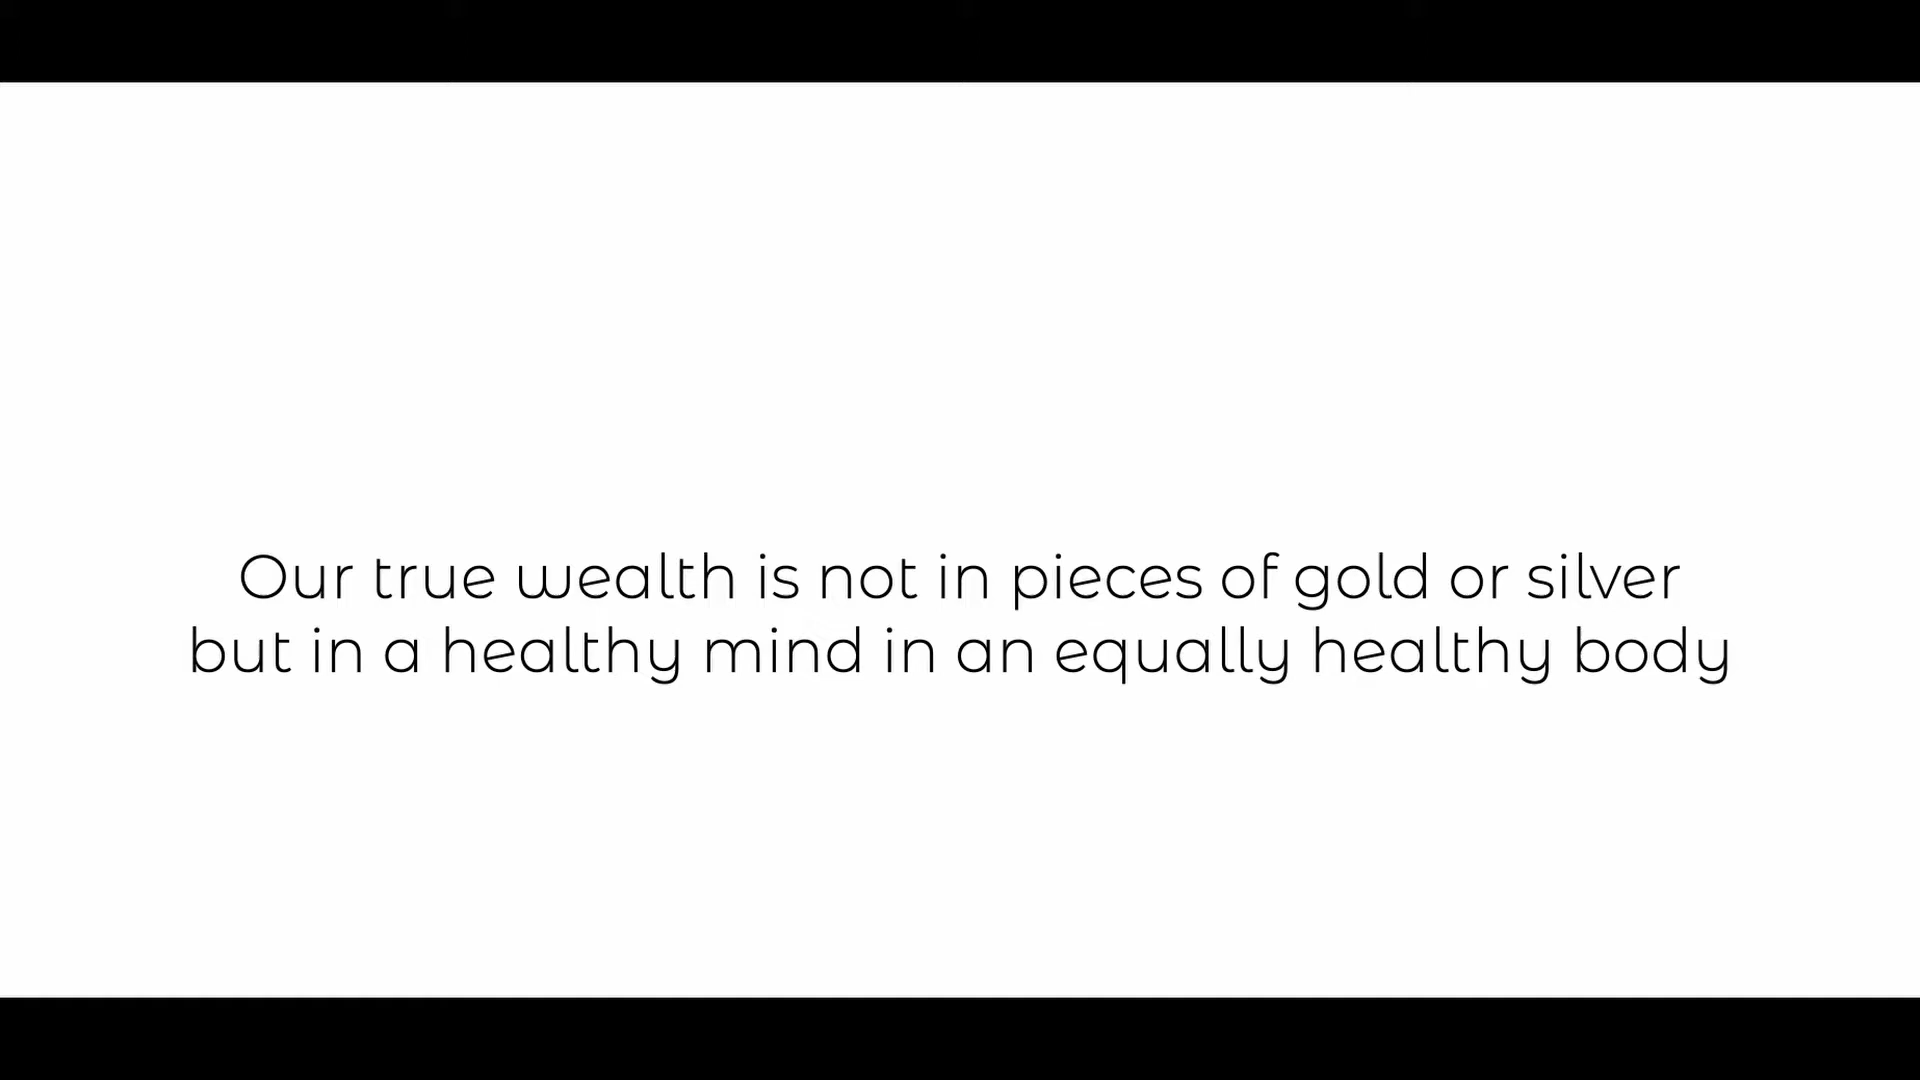 Our true wealth is not in pieces of gold or silver
but in a healthy mind in an equally healthy body